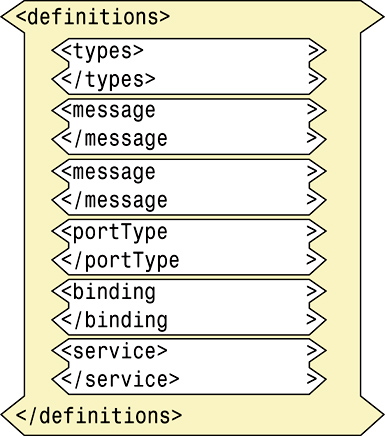 <definitions>
<types> >
</types> >
<message >
</message >
<message >
</message >
<portType >
</portType >
<binding >
</binding >
<service> >
</service> >
</definitions>